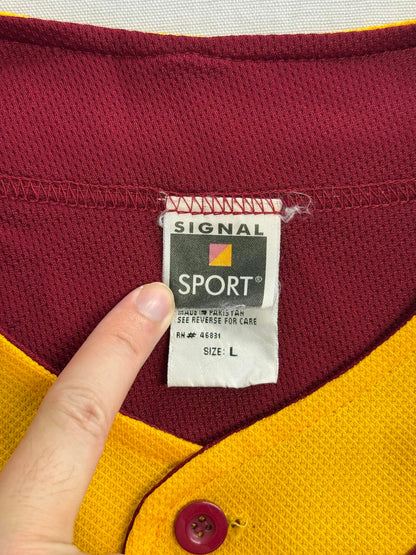 SIGNAL
SPORT®
MADE IN PAKISTAN
SEE REVERSE FOR CARE
RN# 46831
SIZE: L